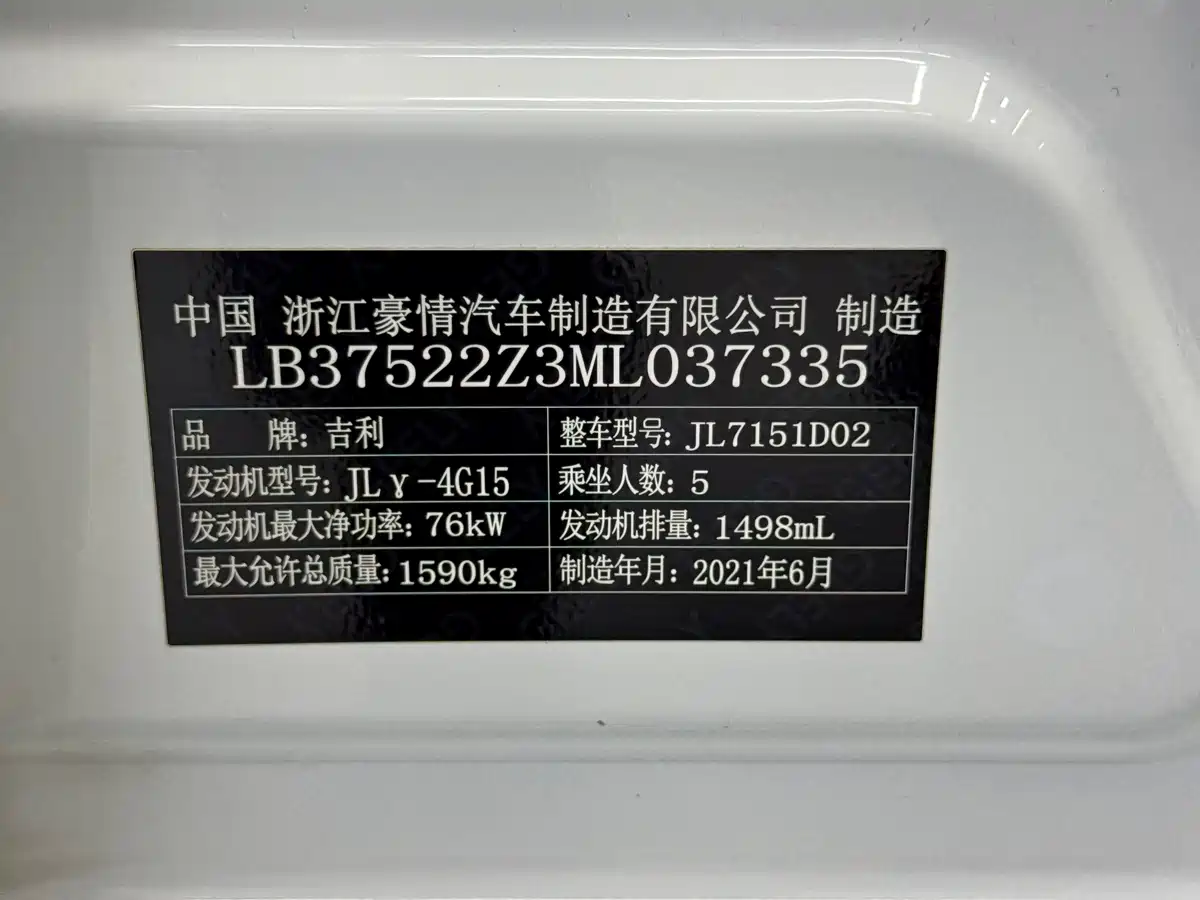 中国 浙江豪情汽车制造有限公司 制造
LB37522Z3ML037335
品 牌: 吉利 整车型号: JL7151D02
发动机型号: JLγ-4G15 乘坐人数: 5
发动机最大净功率: 76kW 发动机排量: 1498mL
最大允许总质量: 1590kg 制造年月: 2021年6月